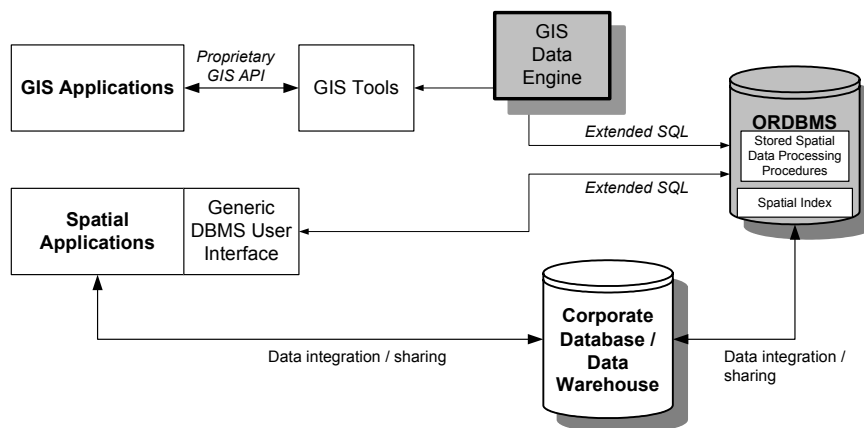 GIS Applications
Proprietary
GIS API
GIS Tools
GIS
Data
Engine
Extended SQL
ORDBMS
Stored Spatial
Data Processing
Procedures
Spatial Index
Extended SQL
Spatial
Applications
Generic
DBMS User
Interface
Data integration / sharing
Corporate
Database /
Data
Warehouse
Data integration /
sharing